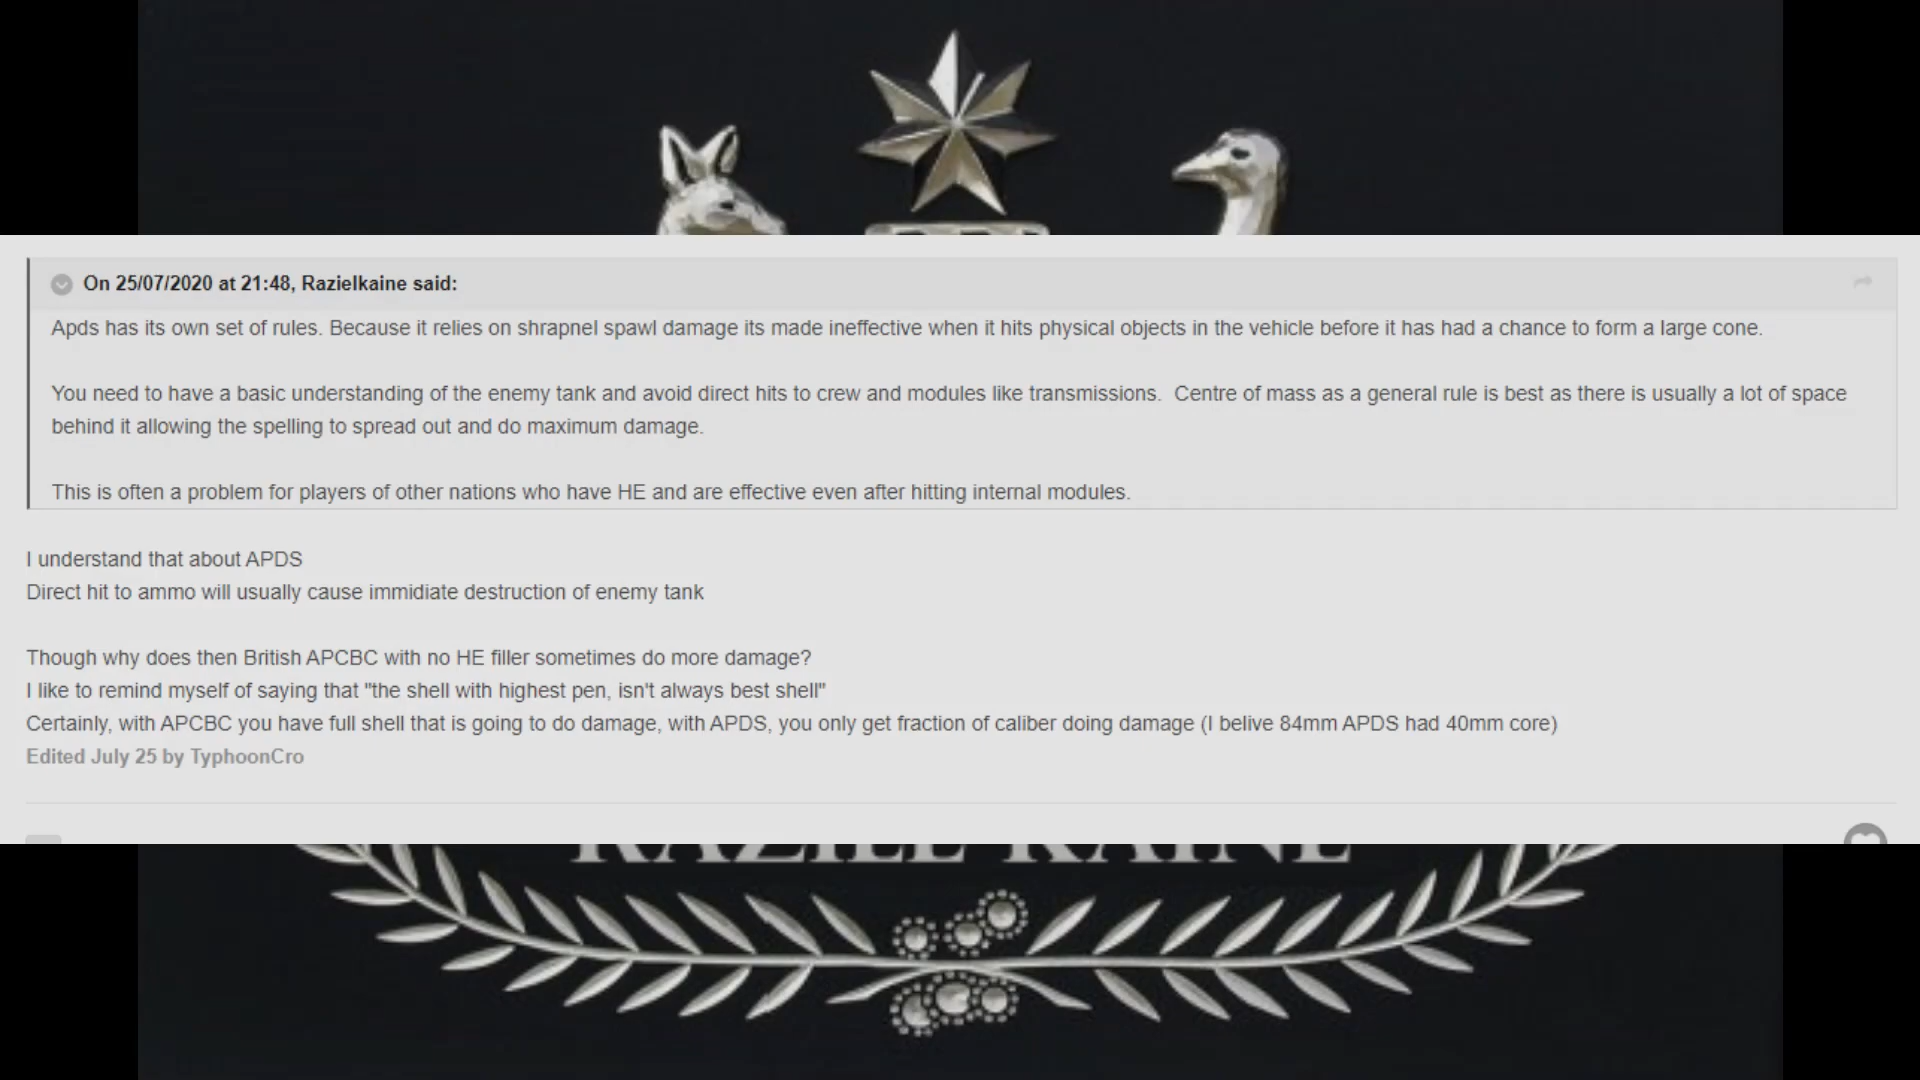 On 25/07/2020 at 21:48, Razielkaine said:
Apds has its own set of rules. Because it relies on shrapnel spawl damage its made ineffective when it hits physical objects in the vehicle before it has had a chance to form a large cone.
You need to have a basic understanding of the enemy tank and avoid direct hits to crew and modules like transmissions.  Centre of mass as a general rule is best as there is usually a lot of space
behind it allowing the spelling to spread out and do maximum damage.
This is often a problem for players of other nations who have HE and are effective even after hitting internal modules.
I understand that about APDS
Direct hit to ammo will usually cause immidiate destruction of enemy tank
Though why does then British APCBC with no HE filler sometimes do more damage?
I like to remind myself of saying that "the shell with highest pen, isn't always best shell"
Certainly, with APCBC you have full shell that is going to do damage, with APDS, you only get fraction of caliber doing damage (I belive 84mm APDS had 40mm core)
Edited July 25 by TyphoonCro
RAZIEL KAINE